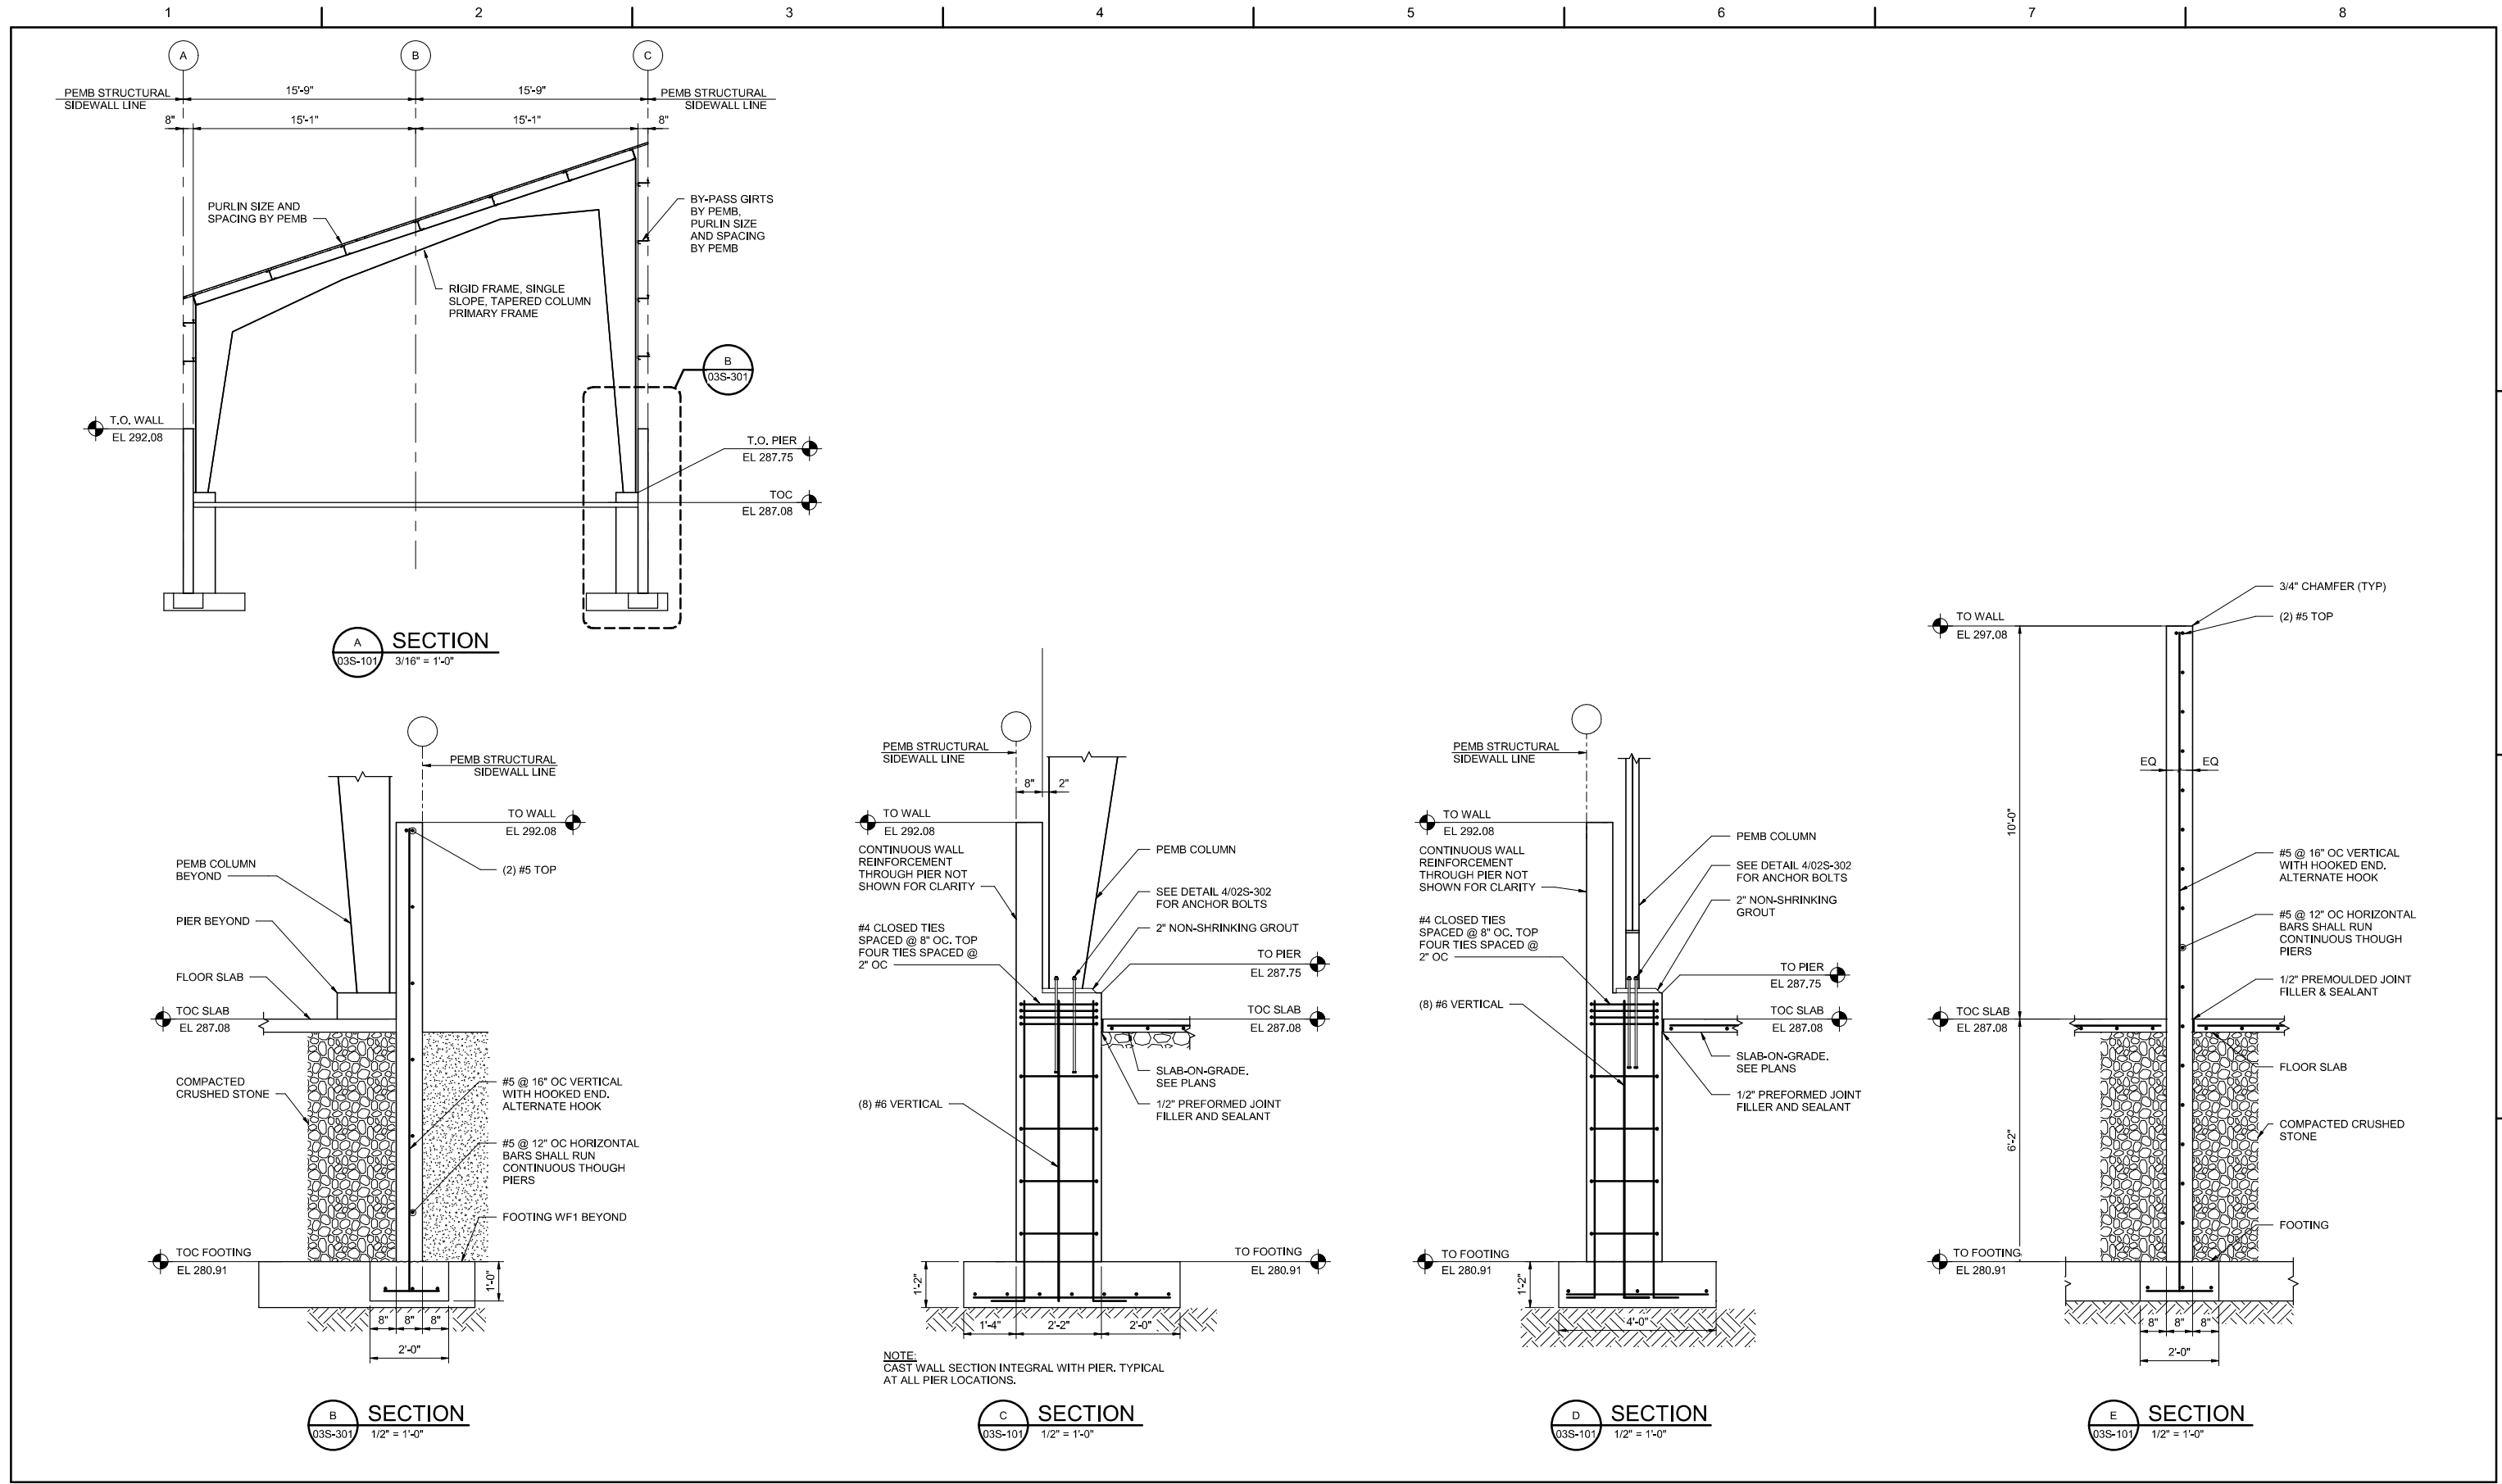 1 2 3 4 5 6 7 8
A B C
PEMB STRUCTURAL
SIDEWALL LINE
15'-9" 15'-9"
PEMB STRUCTURAL
SIDEWALL LINE
8" 15'-1" 15'-1" 8"
PURLIN SIZE AND
SPACING BY PEMB
BY-PASS GIRTS
BY PEMB,
PURLIN SIZE
AND SPACING
BY PEMB
RIGID FRAME, SINGLE
SLOPE, TAPERED COLUMN
PRIMARY FRAME
B
03S-301
T.O. WALL
EL 292.08
T.O. PIER
EL 287.75
TOC
EL 287.08
A
03S-101
SECTION
3/16" = 1'-0"
PEMB STRUCTURAL
SIDEWALL LINE
TO WALL
EL 292.08
PEMB COLUMN
BEYOND
(2) #5 TOP
PIER BEYOND
FLOOR SLAB
TOC SLAB
EL 287.08
COMPACTED
CRUSHED STONE
#5 @ 16" OC VERTICAL
WITH HOOKED END.
ALTERNATE HOOK
#5 @ 12" OC HORIZONTAL
BARS SHALL RUN
CONTINUOUS THOUGH
PIERS
FOOTING WF1 BEYOND
TOC FOOTING
EL 280.91
1'-0"
8" 8" 8"
2'-0"
B
03S-301
SECTION
1/2" = 1'-0"
PEMB STRUCTURAL
SIDEWALL LINE
8" 2"
TO WALL
EL 292.08
CONTINUOUS WALL
REINFORCEMENT
THROUGH PIER NOT
SHOWN FOR CLARITY
PEMB COLUMN
SEE DETAIL 4/02S-302
FOR ANCHOR BOLTS
#4 CLOSED TIES
SPACED @ 8" OC. TOP
FOUR TIES SPACED @
2" OC
2" NON-SHRINKING GROUT
TO PIER
EL 287.75
TOC SLAB
EL 287.08
SLAB-ON-GRADE.
SEE PLANS
(8) #6 VERTICAL
1/2" PREFORMED JOINT
FILLER AND SEALANT
TO FOOTING
EL 280.91
1'-2"
1'-4" 2'-2" 2'-0"
NOTE:
CAST WALL SECTION INTEGRAL WITH PIER. TYPICAL
AT ALL PIER LOCATIONS.
C
03S-101
SECTION
1/2" = 1'-0"
PEMB STRUCTURAL
SIDEWALL LINE
TO WALL
EL 292.08
CONTINUOUS WALL
REINFORCEMENT
THROUGH PIER NOT
SHOWN FOR CLARITY
PEMB COLUMN
SEE DETAIL 4/02S-302
FOR ANCHOR BOLTS
2" NON-SHRINKING
GROUT
#4 CLOSED TIES
SPACED @ 8" OC. TOP
FOUR TIES SPACED @
2" OC
TO PIER
EL 287.75
(8) #6 VERTICAL
TOC SLAB
EL 287.08
SLAB-ON-GRADE.
SEE PLANS
1/2" PREFORMED JOINT
FILLER AND SEALANT
TO FOOTING
EL 280.91
1'-2"
4'-0"
D
03S-101
SECTION
1/2" = 1'-0"
3/4" CHAMFER (TYP)
(2) #5 TOP
TO WALL
EL 297.08
EQ EQ
10'-0"
#5 @ 16" OC VERTICAL
WITH HOOKED END.
ALTERNATE HOOK
#5 @ 12" OC HORIZONTAL
BARS SHALL RUN
CONTINUOUS THOUGH
PIERS
1/2" PREMOULDED JOINT
FILLER & SEALANT
TOC SLAB
EL 287.08
FLOOR SLAB
COMPACTED CRUSHED
STONE
6'-2"
FOOTING
TO FOOTING
EL 280.91
8" 8" 8"
2'-0"
E
03S-101
SECTION
1/2" = 1'-0"